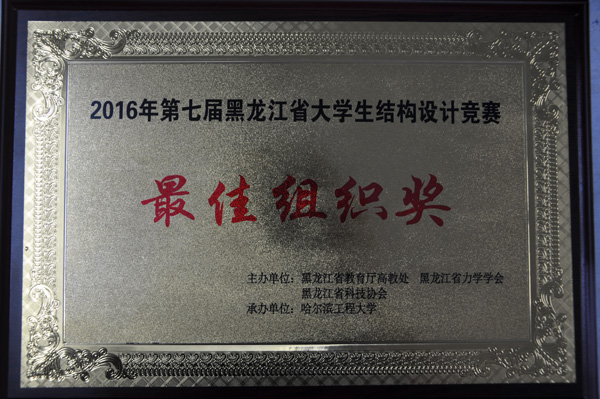 2016年第七届黑龙江省大学生结构设计竞赛
最佳组织奖
主办单位：黑龙江省教育厅高教处 黑龙江省力学学会
黑龙江省科技协会
承办单位：哈尔滨工程大学